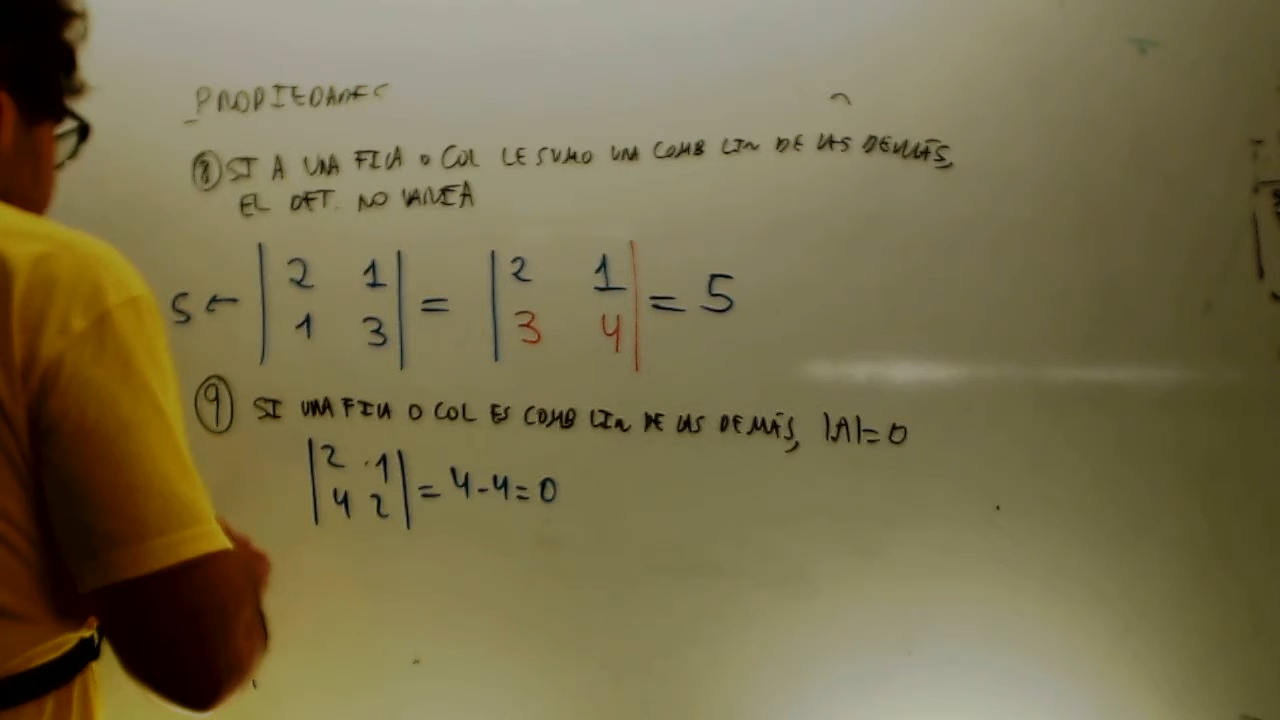 PROPIEDADES
⑧ SI A UNA FILA O COL LE SUMO UNA COMB LIN DE LAS DEMÁS,
EL DET. NO VARÍA
5 ← | 2 1 | = | 2 1 | = 5
| 1 3 | | 3 4 |
⑨ SI UNA FILA O COL ES COMB LIN DE LAS DEMÁS, |A|=0
| 2 1 |
| 4 2 | = 4-4=0